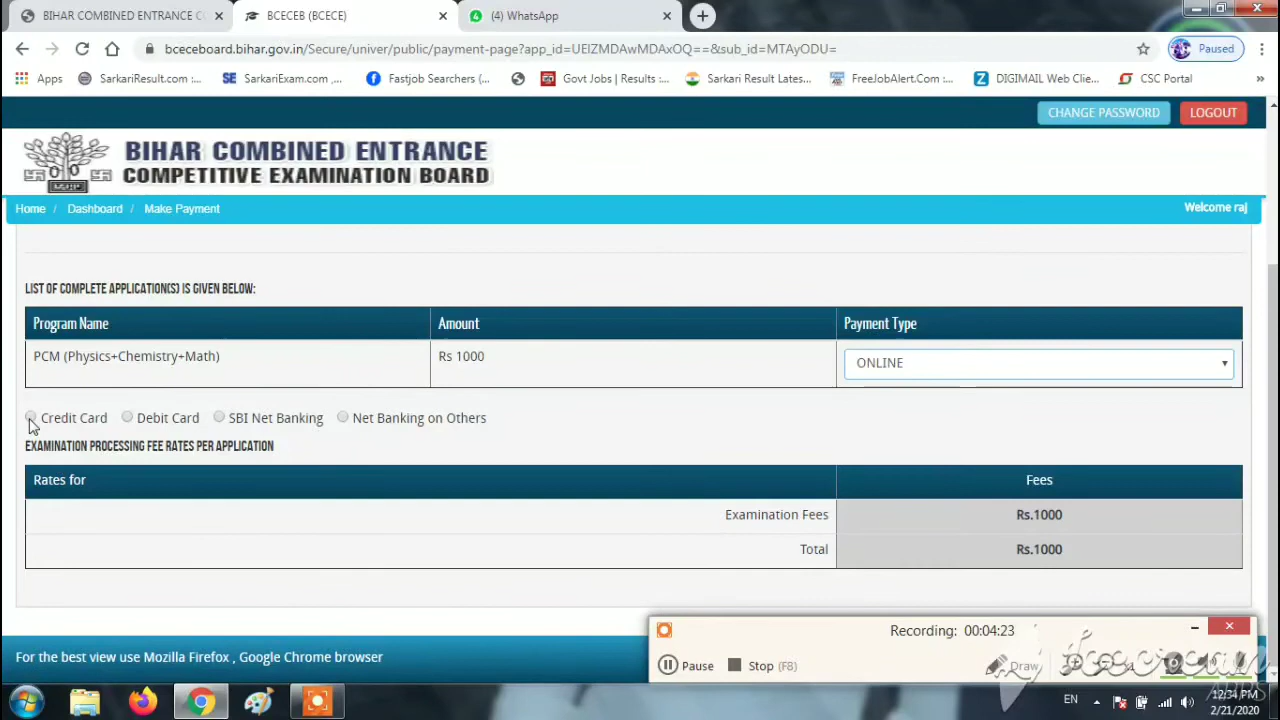 BIHAR COMBINED ENTRANCE C
BCECEB (BCECE)
(4) WhatsApp
bceceboard.bihar.gov.in/Secure/univer/public/payment-page?app_id=UEIZMDAwMDAxOQ==&sub_id=MTAyODU=
Paused
Apps
SarkariResult.com :...
SE SarkariExam.com ,...
Fastjob Searchers (...
Govt Jobs | Results :...
Sarkari Result Lates...
FreeJobAlert.Com :...
DIGIMAIL Web Clie...
CSC Portal
»
CHANGE PASSWORD LOGOUT
BIHAR COMBINED ENTRANCE
COMPETITIVE EXAMINATION BOARD
Home / Dashboard / Make Payment
Welcome raj
LIST OF COMPLETE APPLICATION(S) IS GIVEN BELOW:
Program Name Amount Payment Type
PCM (Physics+Chemistry+Math) Rs 1000 ONLINE
Credit Card Debit Card SBI Net Banking Net Banking on Others
EXAMINATION PROCESSING FEE RATES PER APPLICATION
Rates for Fees
Examination Fees Rs.1000
Total Rs.1000
Recording: 00:04:23
For the best view use Mozilla Firefox , Google Chrome browser
Pause Stop (F8) Draw
EN
12:34 PM
2/21/2020